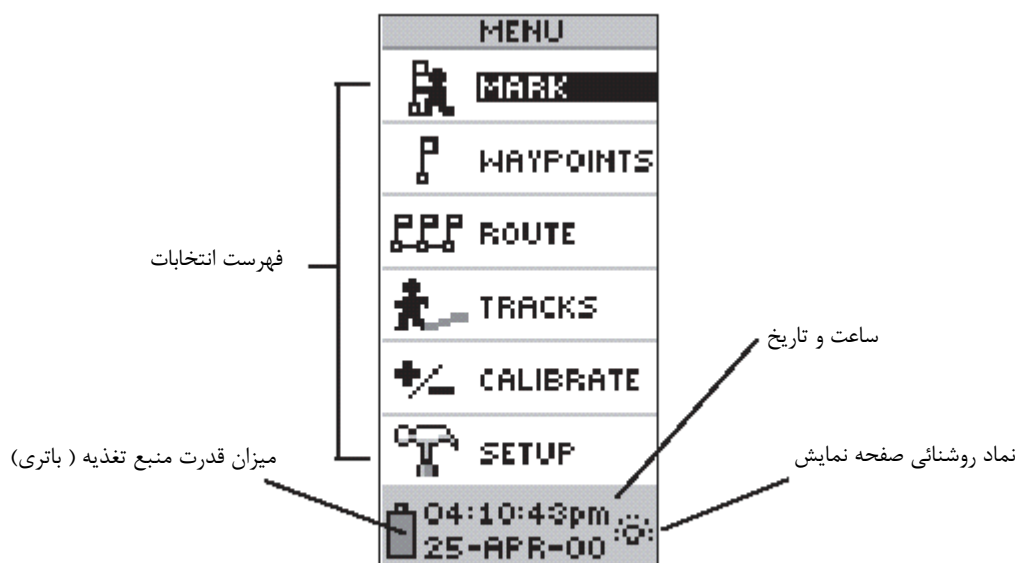 MENU
MARK
WAYPOINTS
ROUTE
فهرست انتخابات
TRACKS
ساعت و تاریخ
CALIBRATE
SETUP
میزان قدرت منبع تغذیه ( باتری)
نماد روشنائی صفحه نمایش
04:10:43pm
25-APR-00